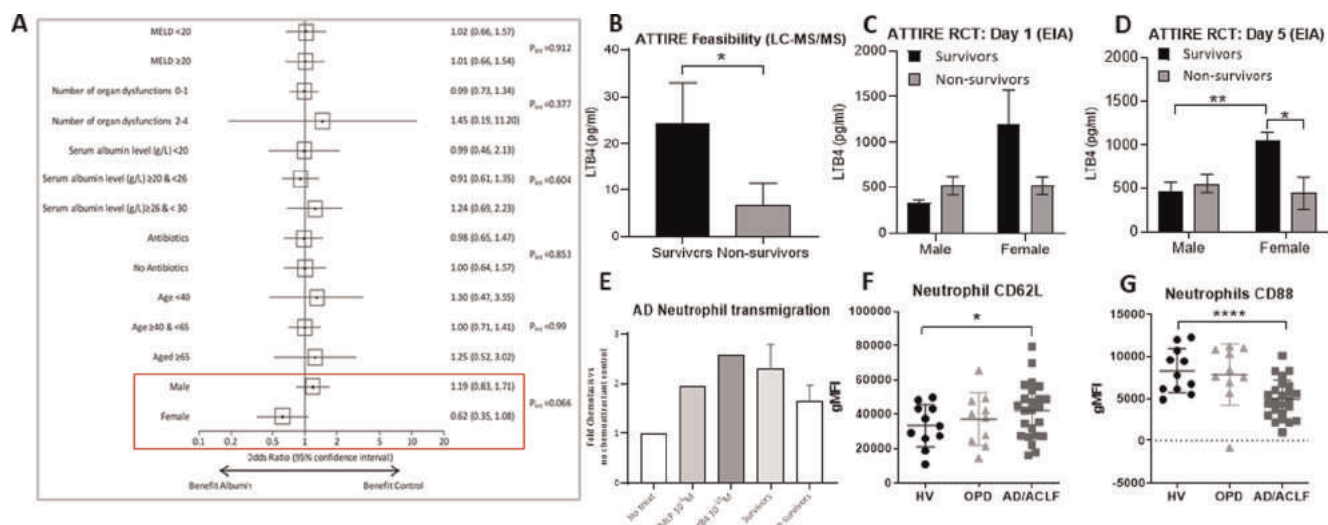 A
MELD <20
1.02 (0.66, 1.57)
P_int =0.912
MELD ≥20
1.01 (0.66, 1.54)
Number of organ dysfunctions 0-1
0.99 (0.73, 1.34)
P_int =0.377
Number of organ dysfunctions 2-4
1.45 (0.19, 11.20)
Serum albumin level (g/L) <20
0.99 (0.46, 2.13)
Serum albumin level (g/L) ≥20 & <26
0.91 (0.61, 1.35)
P_int =0.604
Serum albumin level (g/L)≥26 & < 30
1.24 (0.69, 2.23)
Antibiotics
0.98 (0.65, 1.47)
P_int =0.853
No Antibiotics
1.00 (0.64, 1.57)
Age <40
1.30 (0.47, 3.55)
Age ≥40 & <65
1.00 (0.71, 1.41)
P_int =0.99
Aged ≥65
1.25 (0.52, 3.02)
Male
1.19 (0.83, 1.71)
P_int =0.066
Female
0.62 (0.35, 1.08)
0.1 0.2 0.5 1 2 5 10 20
Odds Ratio (95% confidence interval)
Benefit Albumin
Benefit Control
B
ATTIRE Feasibility (LC-MS/MS)
*
LTB4 (pg/ml)
40
30
20
10
0
Survivors Non-survivors
C
ATTIRE RCT: Day 1 (EIA)
Survivors
Non-survivors
LTB4 (pg/ml)
2000
1500
1000
500
0
Male Female
D
ATTIRE RCT: Day 5 (EIA)
Survivors
Non-survivors
** *
LTB4 (pg/ml)
2000
1500
1000
500
0
Male Female
E
AD Neutrophil transmigration
Fold Chemotaxis vs
no chemoattractant control
3
2
1
0
No treat
Survivors
F
Neutrophil CD62L
*
gMFI
100000
80000
60000
40000
20000
0
HV OPD AD/ACLF
G
Neutrophils CD88
****
gMFI
15000
10000
5000
0
-5000
HV OPD AD/ACLF